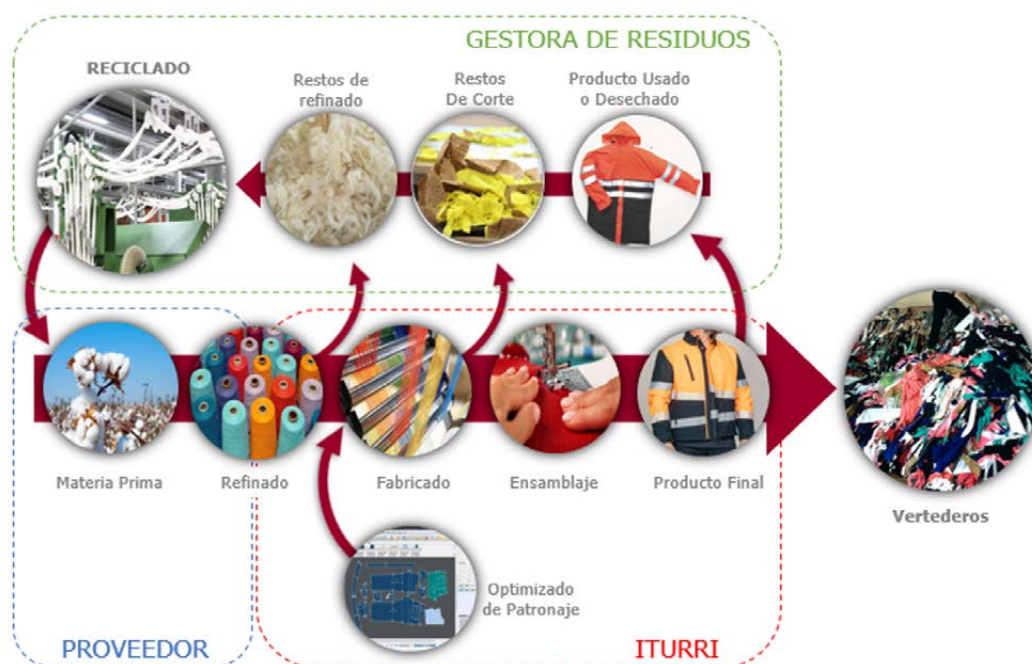 GESTORA DE RESIDUOS
RECICLADO
Restos de
refinado
Restos
De Corte
Producto Usado
o Desechado
Materia Prima
Refinado
Fabricado
Ensamblaje
Producto Final
Vertederos
Optimizado
de Patronaje
PROVEEDOR
ITURRI